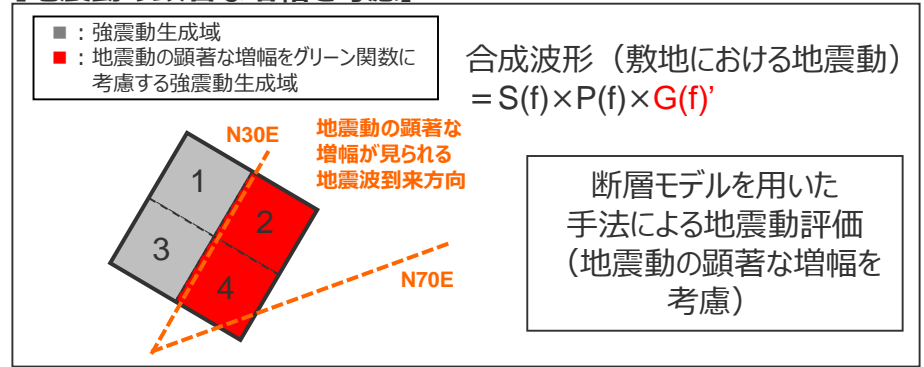 ■：強震動生成域
■：地震動の顕著な増幅をグリーン関数に
考慮する強震動生成域
合成波形（敷地における地震動）
＝S(f)×P(f)×G(f)’
N30E
地震動の顕著な
増幅が見られる
地震波到来方向
1
2
3
4
N70E
断層モデルを用いた
手法による地震動評価
（地震動の顕著な増幅を
考慮）